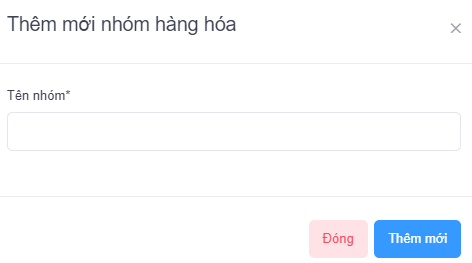 Thêm mới nhóm hàng hóa
Tên nhóm*
Đóng
Thêm mới